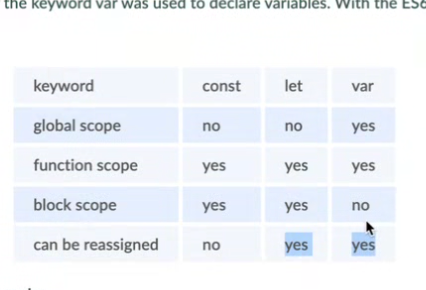 the keyword var was used to declare variables. With the ES6
keyword const let var
global scope no no yes
function scope yes yes yes
block scope yes yes no
can be reassigned no yes yes